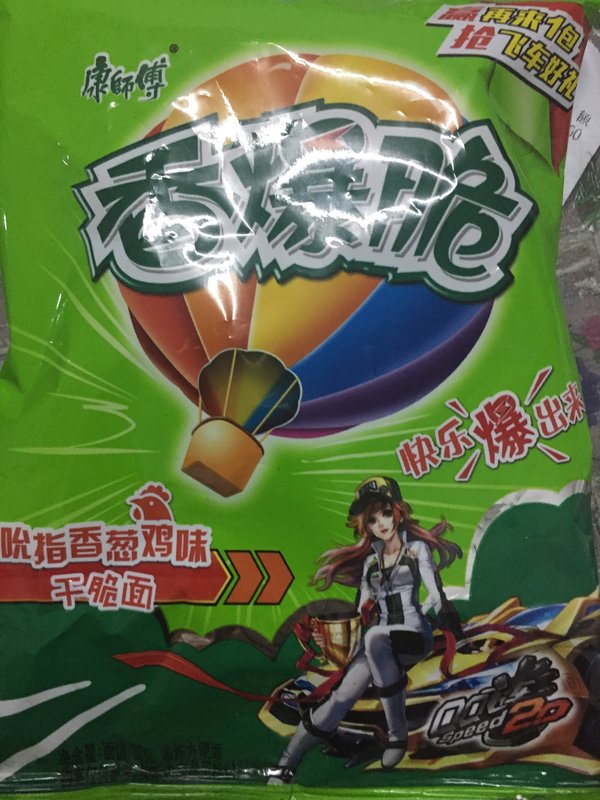 赢再来1包
抢飞车好礼
康師傅®
香爆脆
快乐爆出来
吮指香葱鸡味
干脆面
QQ飞车
Speed 2.0